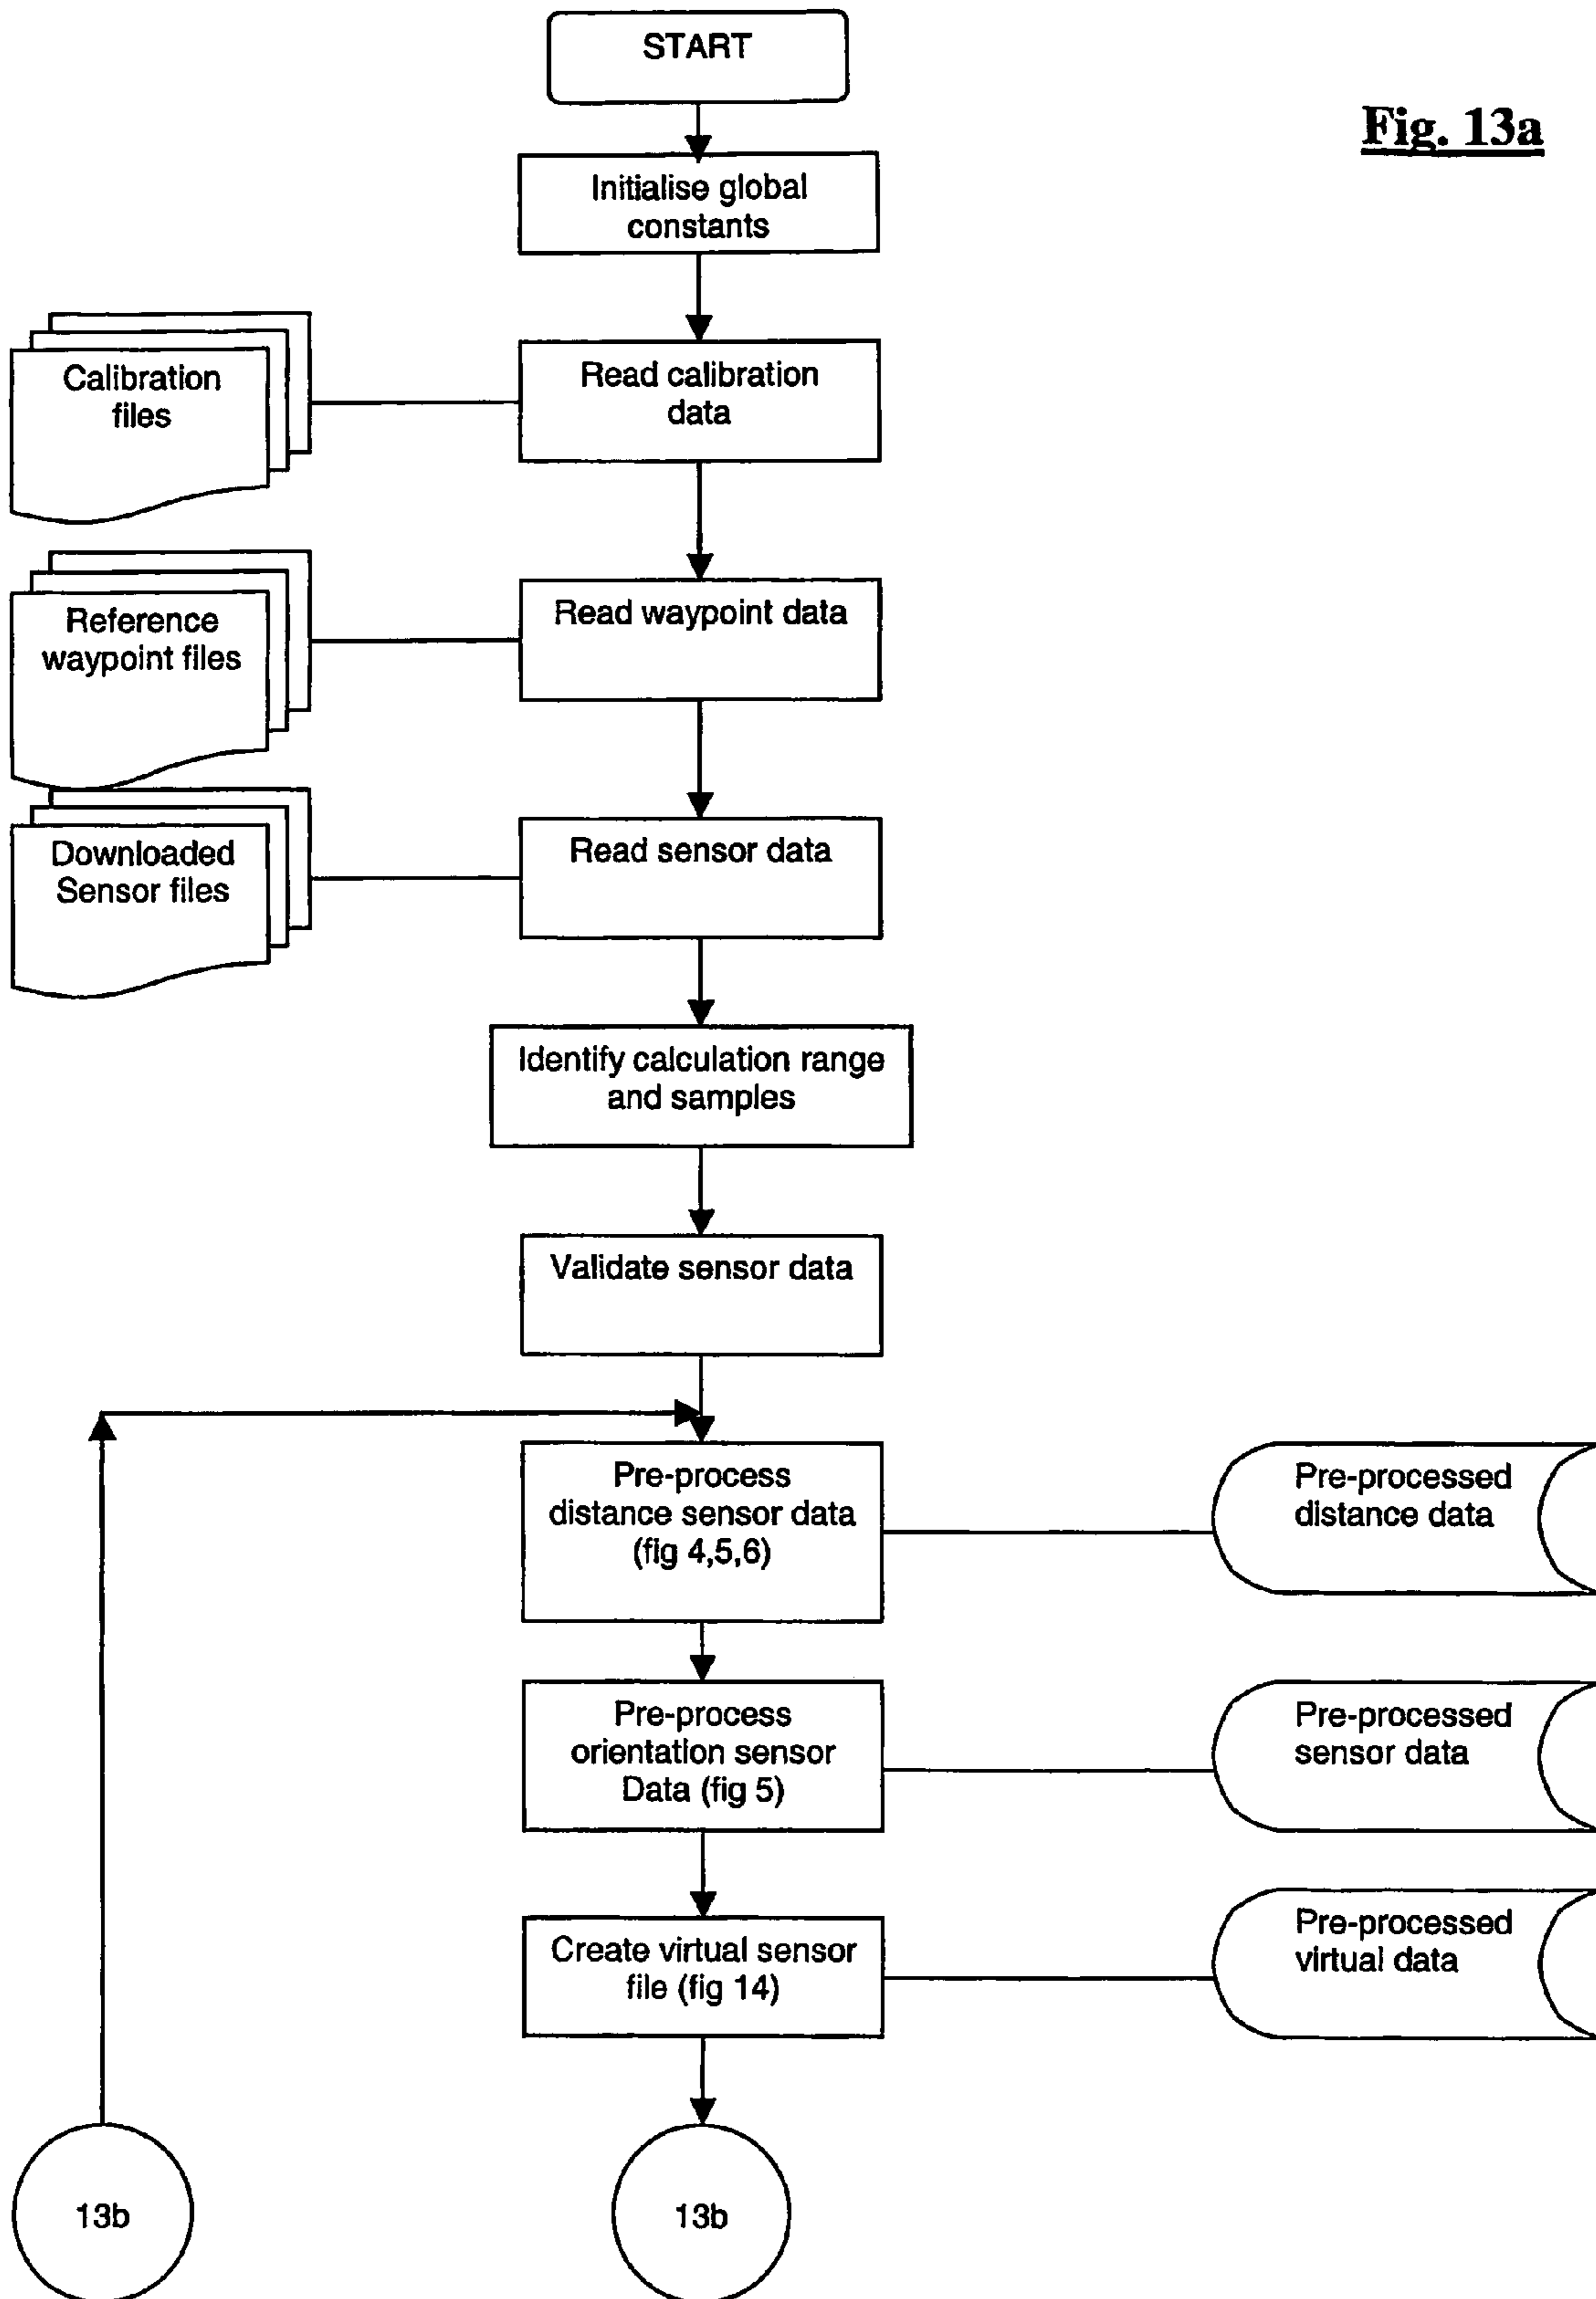 START
Fig. 13a
Initialise global
constants
Calibration
files
Read calibration
data
Reference
waypoint files
Read waypoint data
Downloaded
Sensor files
Read sensor data
Identify calculation range
and samples
Validate sensor data
Pre-process
distance sensor data
(fig 4,5,6)
Pre-processed
distance data
Pre-process
orientation sensor
Data (fig 5)
Pre-processed
sensor data
Create virtual sensor
file (fig 14)
Pre-processed
virtual data
13b
13b